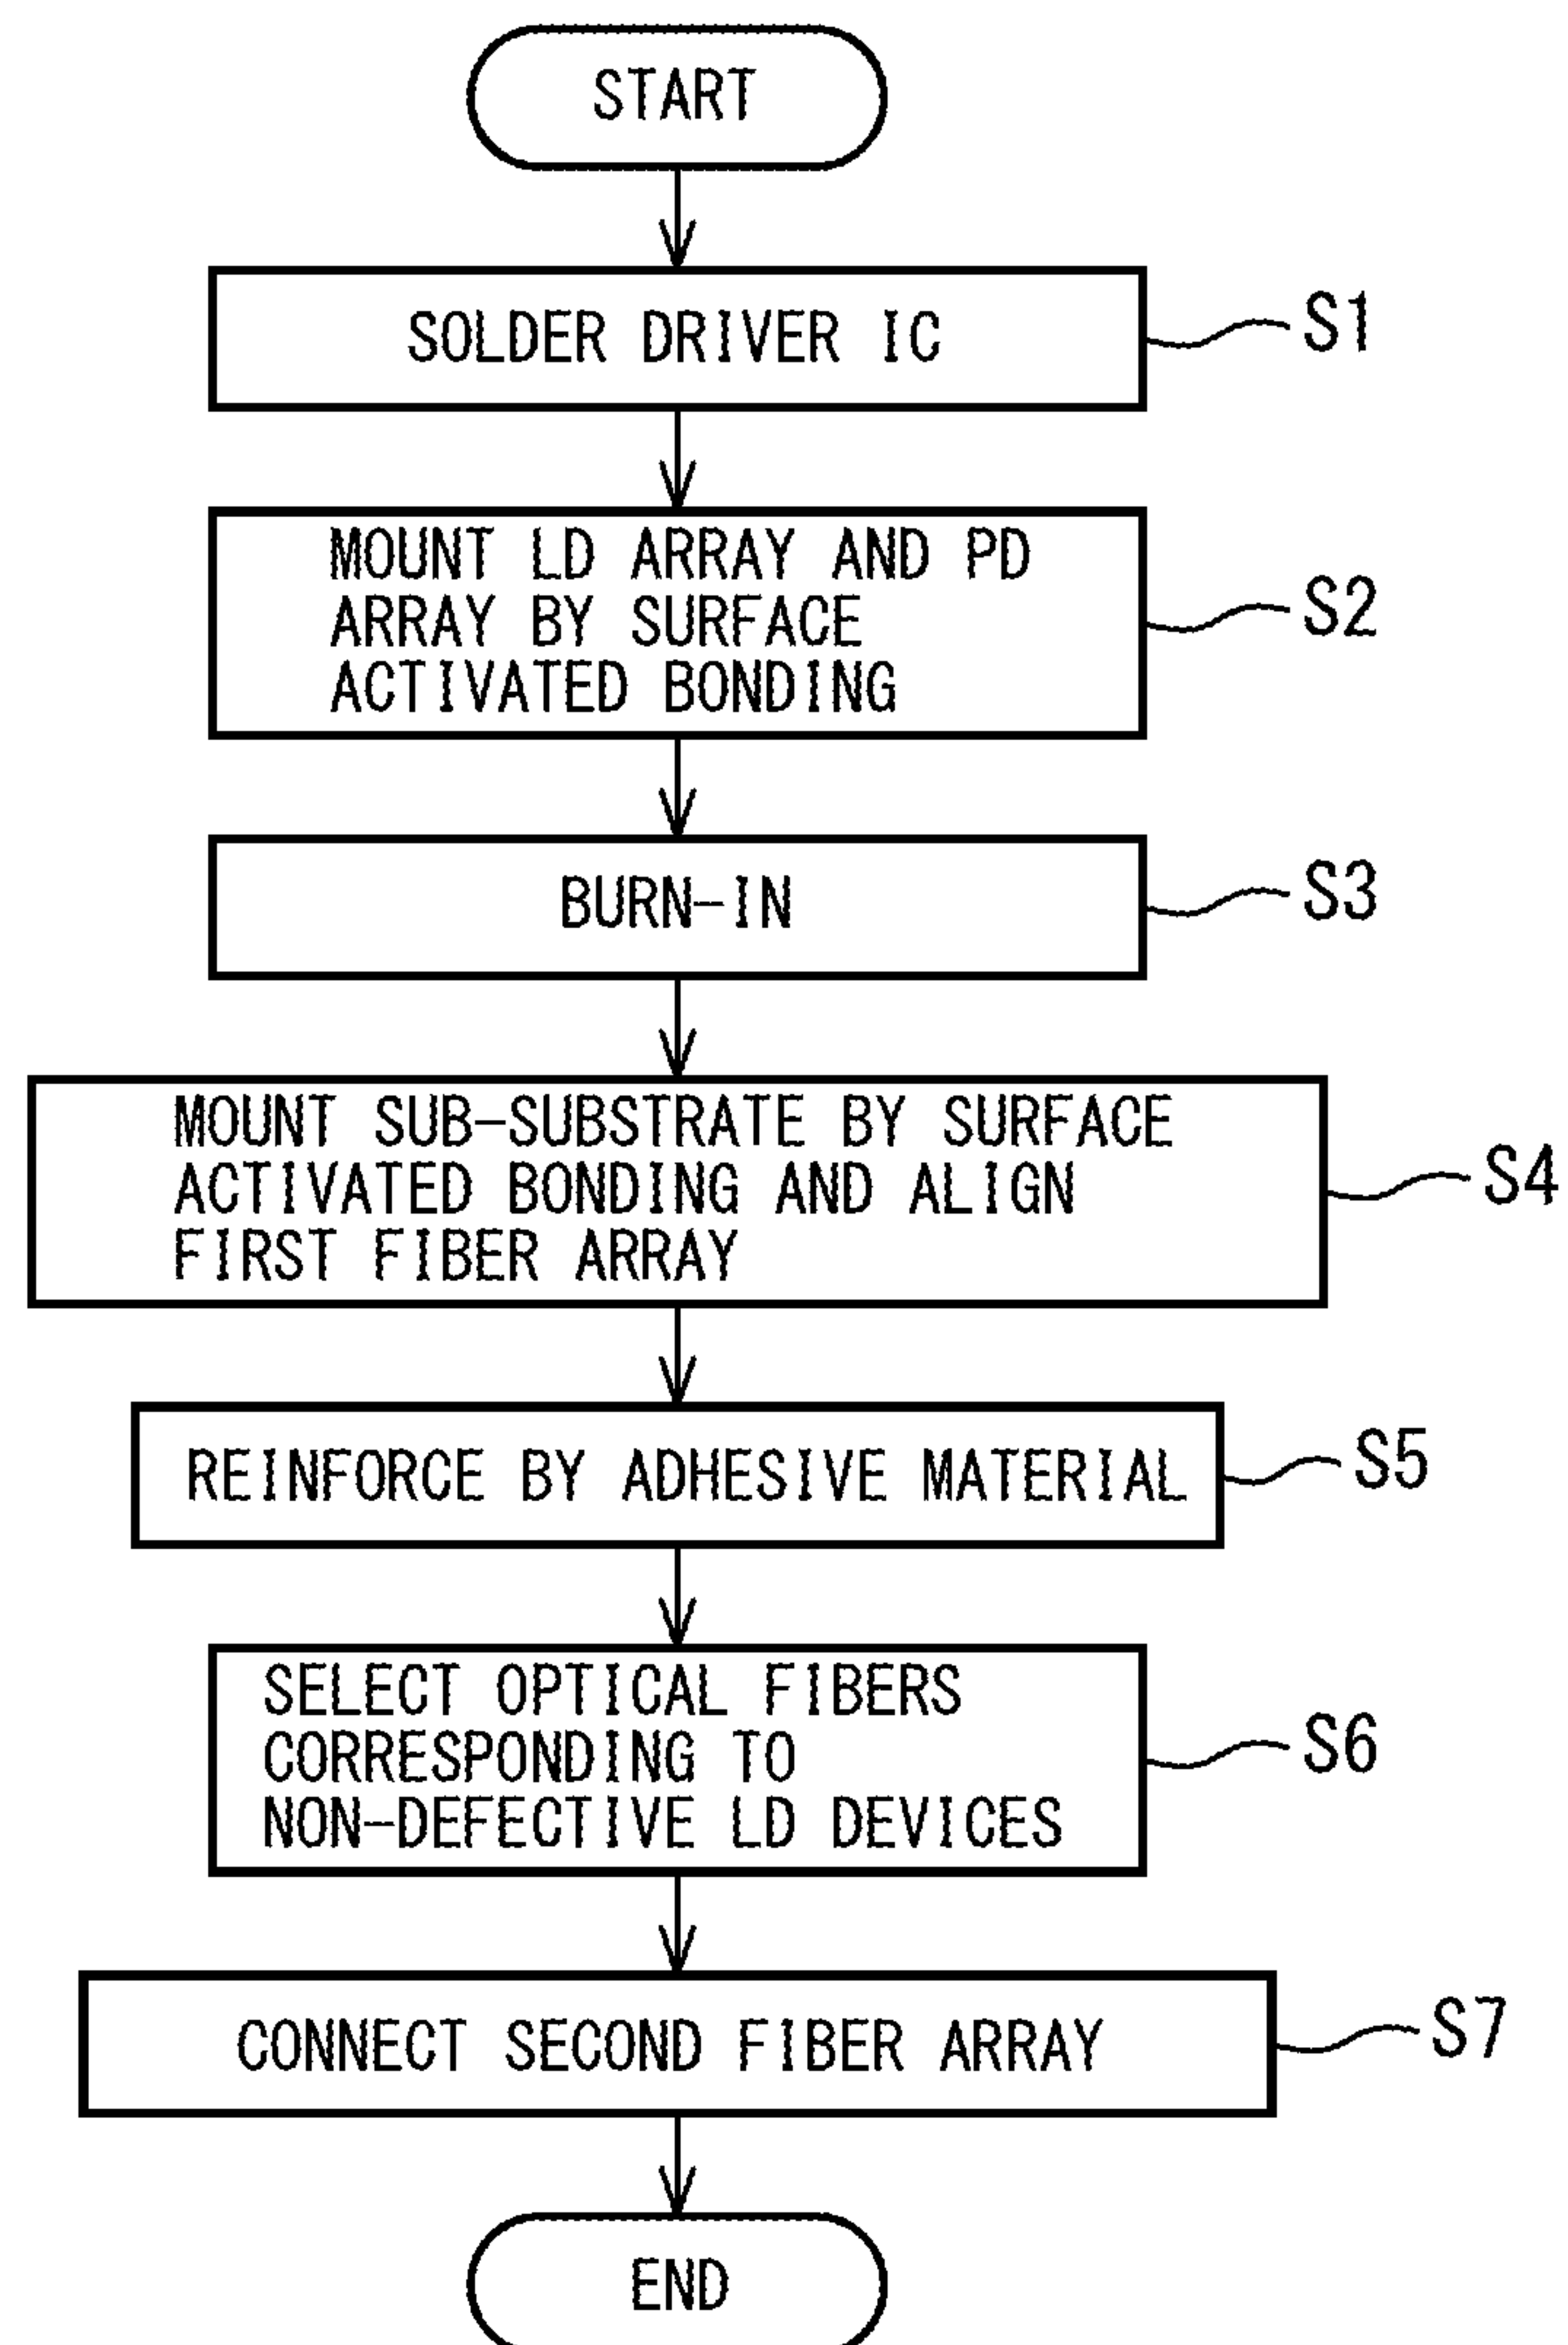 START
SOLDER DRIVER IC
S1
MOUNT LD ARRAY AND PD
ARRAY BY SURFACE
ACTIVATED BONDING
S2
BURN-IN
S3
MOUNT SUB-SUBSTRATE BY SURFACE
ACTIVATED BONDING AND ALIGN
FIRST FIBER ARRAY
S4
REINFORCE BY ADHESIVE MATERIAL
S5
SELECT OPTICAL FIBERS
CORRESPONDING TO
NON-DEFECTIVE LD DEVICES
S6
CONNECT SECOND FIBER ARRAY
S7
END